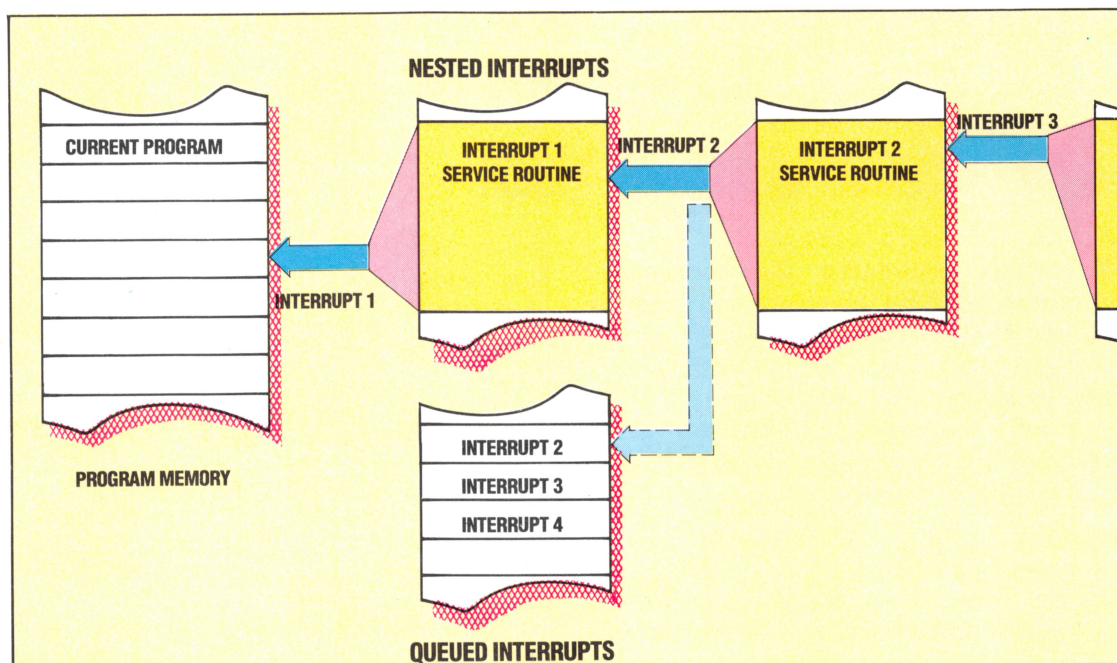 NESTED INTERRUPTS
CURRENT PROGRAM
INTERRUPT 1
SERVICE ROUTINE
INTERRUPT 2
INTERRUPT 2
SERVICE ROUTINE
INTERRUPT 3
INTERRUPT 1
PROGRAM MEMORY
INTERRUPT 2
INTERRUPT 3
INTERRUPT 4
QUEUED INTERRUPTS